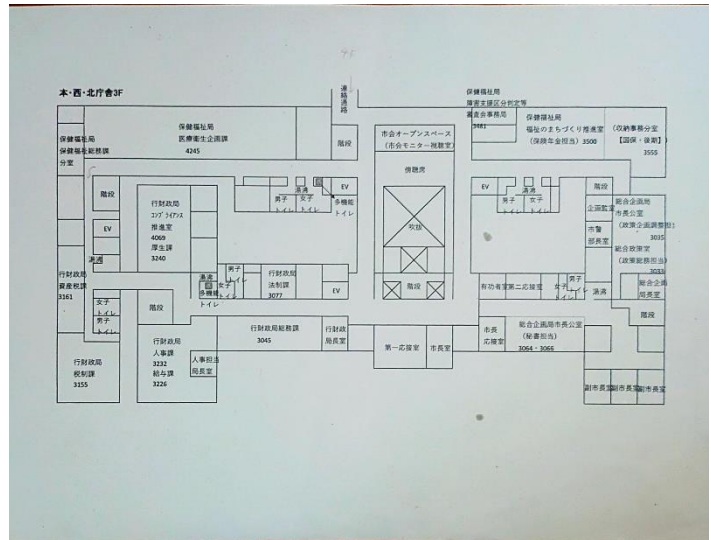 4F
本・西・北庁舎3F
連絡通路
保健福祉局
保健福祉総務課
分室
保健福祉局
医療衛生企画課
4245
階段
市会オープンスペース
(市会モニター視聴室)
傍聴席
保健福祉局
障害支援区分判定等
審査会事務局
3461
保健福祉局
福祉のまちづくり推進室
(保険年金担当) 3500
(収納事務分室
【国保・後期】)
3555
階段
EV
湯沸
行財政局
コンプライアンス
推進室
4069
厚生課
3240
湯沸
男子
トイレ
女子
トイレ
EV
多機能
トイレ
吹抜
階段
EV
湯沸
男子
トイレ
女子
トイレ
階段
企画監室
市警
部長室
総合企画局
市長公室
(政策企画調整担)
3035
総合政策室
(政策総務担当)
3033
行財政局
資産税課
3161
女子
トイレ
男子
トイレ
湯沸
多機能
トイレ
男子
トイレ
女子
トイレ
行財政局
法制課
3077
EV
有功者室
第二応接室
女子
トイレ
男子
トイレ
湯沸
総合企画
局長室
階段
階段
行財政局
税制課
3155
行財政局
人事課
3232
給与課
3226
人事担当
局長室
行財政局総務課
3045
行財政
局長室
第一応接室
市長室
市長
応接室
総合企画局市長公室
(秘書担当)
3064・3066
副市長室
副市長室
副市長室